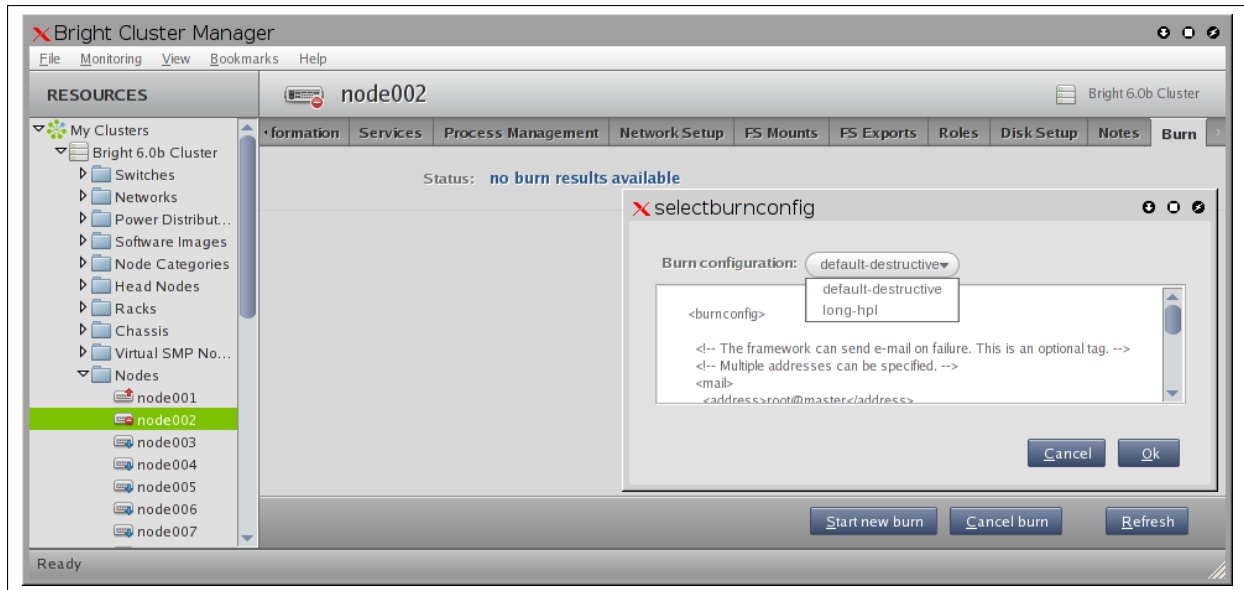 Bright Cluster Manager
File Monitoring View Bookmarks Help
RESOURCES
node002
Bright 6.0b Cluster
My Clusters
Bright 6.0b Cluster
Switches
Networks
Power Distribut...
Software Images
Node Categories
Head Nodes
Racks
Chassis
Virtual SMP No...
Nodes
node001
node002
node003
node004
node005
node006
node007
formation Services Process Management Network Setup FS Mounts FS Exports Roles Disk Setup Notes Burn
Status: no burn results available
selectburnconfig
Burn configuration: default-destructive
default-destructive
long-hpl
<burnconfig>
<!-- The framework can send e-mail on failure. This is an optional tag. -->
<!-- Multiple addresses can be specified. -->
<mail>
<address>root@master</address>
Cancel Ok
Start new burn Cancel burn Refresh
Ready